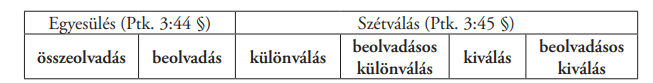 Egyesülés (Ptk. 3:44 §) Szétválás (Ptk. 3:45 §)
összeolvadás beolvadás különválás beolvadásos különválás kiválás beolvadásos kiválás